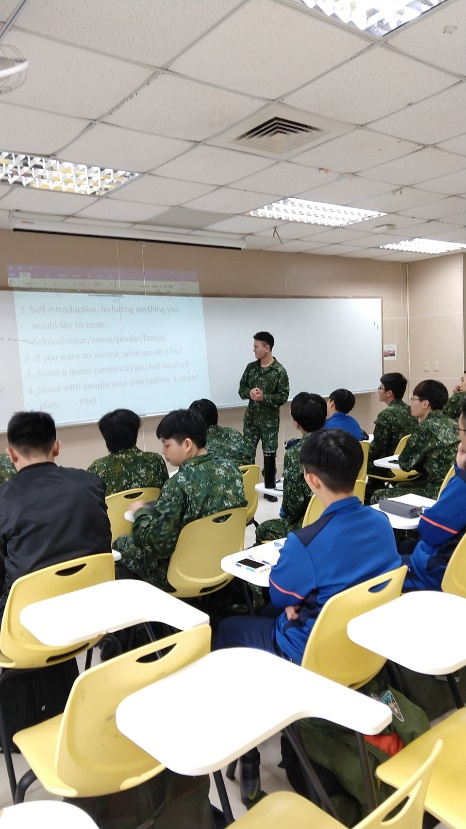 1. Self-introduction, including anything you
would like to cover:
School/major/name/gender/family/
2. If you were an animal, what would it be?
3. Share a quote (sentence) you feel touched.
4. Share with people your anticipation, a career
plan. Pilot